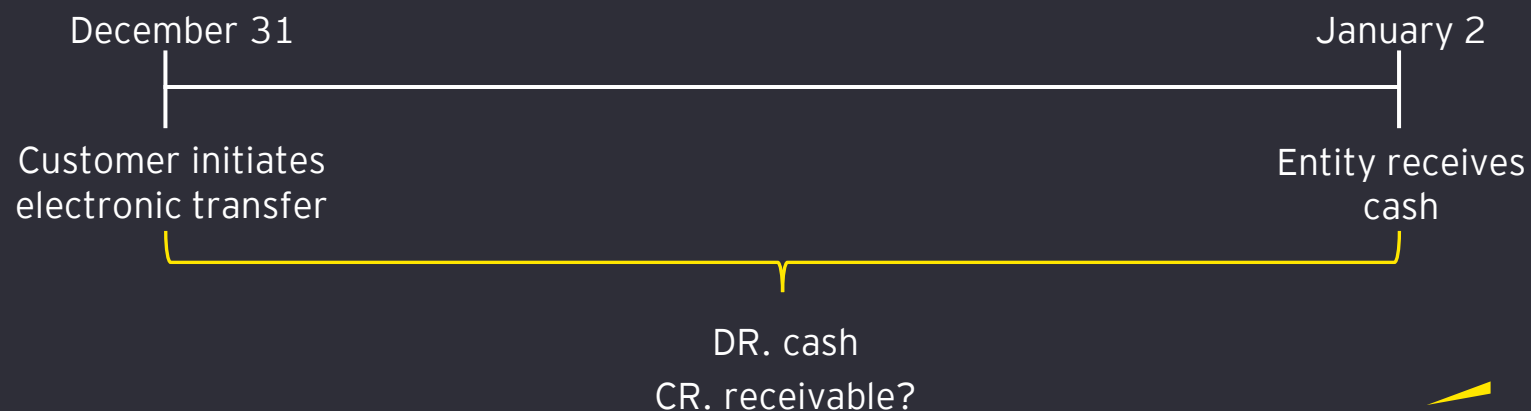 December 31
January 2
Customer initiates
electronic transfer
Entity receives
cash
DR. cash
CR. receivable?